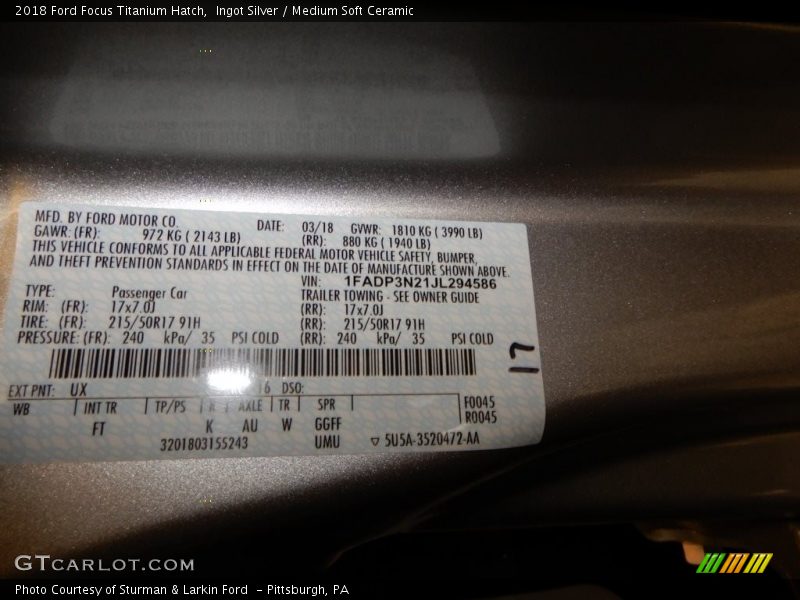 2018 Ford Focus Titanium Hatch,  Ingot Silver / Medium Soft Ceramic
MFD. BY FORD MOTOR CO. DATE: 03/18 GVWR: 1810 KG ( 3990 LB)
GAWR: (FR): 972 KG ( 2143 LB) (RR): 880 KG ( 1940 LB)
THIS VEHICLE CONFORMS TO ALL APPLICABLE FEDERAL MOTOR VEHICLE SAFETY, BUMPER,
AND THEFT PREVENTION STANDARDS IN EFFECT ON THE DATE OF MANUFACTURE SHOWN ABOVE.
VIN: 1FADP3N21JL294586
TYPE: Passenger Car TRAILER TOWING - SEE OWNER GUIDE
RIM: (FR): 17x7.0J (RR): 17x7.0J
TIRE: (FR): 215/50R17 91H (RR): 215/50R17 91H
PRESSURE: (FR): 240 kPa/ 35 PSI COLD (RR): 240 kPa/ 35 PSI COLD
17
EXT PNT: UX 16 DSO:
WB INT TR TP/PS R AXLE TR SPR F0045
FT K AU W GGFF R0045
3201803155243 UMU ▽ 5U5A-3520472-AA
GTCARLOT.COM
Photo Courtesy of Sturman & Larkin Ford  - Pittsburgh, PA